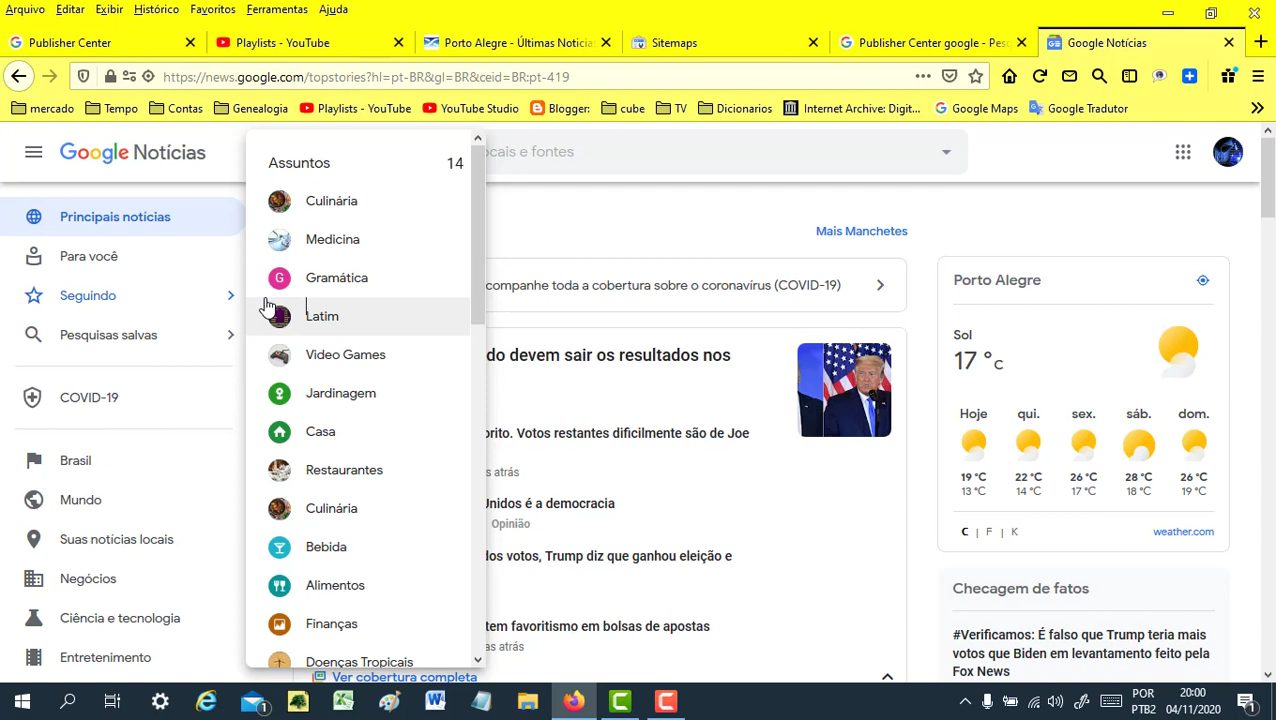 Arquivo Editar Exibir Histórico Favoritos Ferramentas Ajuda
Publisher Center
Playlists - YouTube
Porto Alegre - Últimas Noticia
Sitemaps
Publisher Center google - Pesq
Google Notícias
https://news.google.com/topstories?hl=pt-BR&gl=BR&ceid=BR:pt-419
mercado Tempo Contas Genealogia Playlists - YouTube YouTube Studio Blogger: cube TV Dicionarios Internet Archive: Digit... Google Maps Google Tradutor
Google Notícias
ocais e fontes
Principais notícias
Para você
Seguindo
Pesquisas salvas
COVID-19
Brasil
Mundo
Suas notícias locais
Negócios
Ciência e tecnologia
Entretenimento
Assuntos 14
Culinária
Medicina
G Gramática
Latim
Video Games
Jardinagem
Casa
Restaurantes
Culinária
Bebida
Alimentos
Finanças
Doenças Tropicais
Mais Manchetes
companhe toda a cobertura sobre o coronavírus (COVID-19)
do devem sair os resultados nos
orito. Votos restantes dificilmente são de Joe
s atrás
Unidos é a democracia
Opinião
dos votos, Trump diz que ganhou eleição e
tem favoritismo em bolsas de apostas
s atrás
Ver cobertura completa
Porto Alegre
Sol
17 °C
Hoje qui. sex. sáb. dom.
19 °C 22 °C 26 °C 28 °C 26 °C
13 °C 14 °C 17 °C 18 °C 19 °C
C | F | K
weather.com
Checagem de fatos
#Verificamos: É falso que Trump teria mais
votos que Biden em levantamento feito pela
Fox News
1
POR
PTB2
20:00
04/11/2020
1